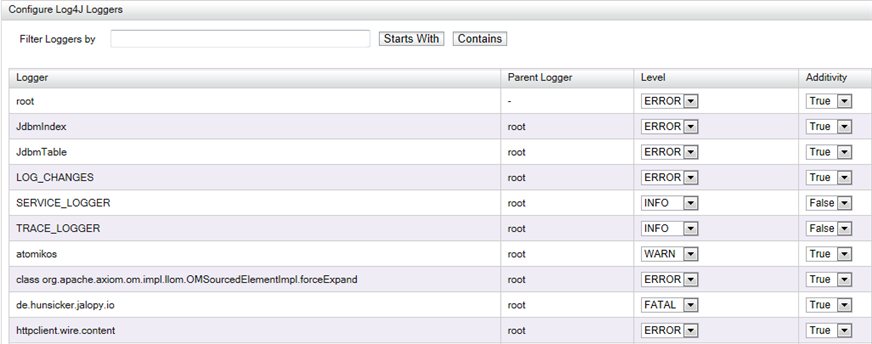 Configure Log4J Loggers
Filter Loggers by Starts With Contains
Logger Parent Logger Level Additivity
root - ERROR True
JdbmIndex root ERROR True
JdbmTable root ERROR True
LOG_CHANGES root ERROR True
SERVICE_LOGGER root INFO False
TRACE_LOGGER root INFO False
atomikos root WARN True
class org.apache.axiom.om.impl.llom.OMSourcedElementImpl.forceExpand root ERROR True
de.hunsicker.jalopy.io root FATAL True
httpclient.wire.content root ERROR True